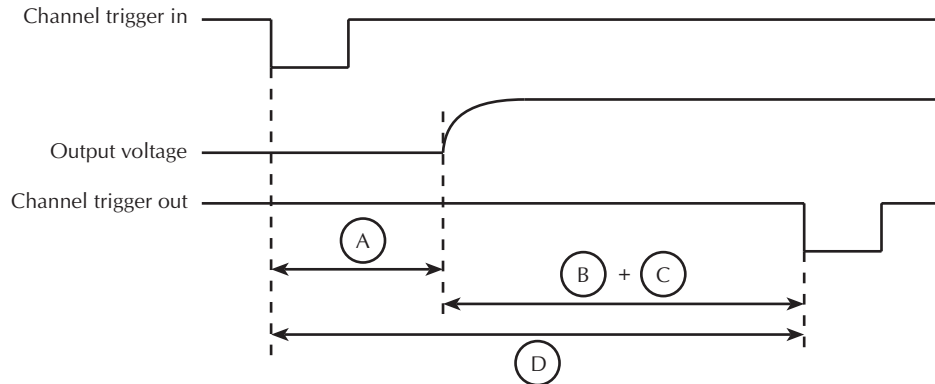 Channel trigger in
Output voltage
Channel trigger out
A
B + C
D